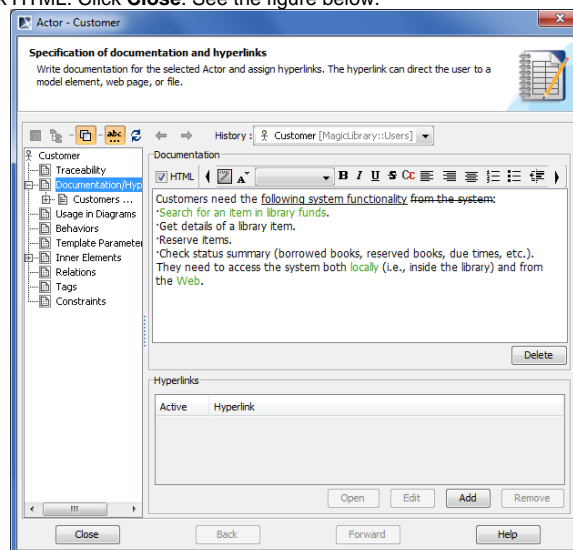 HTML. Click Close. See the figure below.
Actor - Customer
Specification of documentation and hyperlinks
Write documentation for the selected Actor and assign hyperlinks. The hyperlink can direct the user to a
model element, web page, or file.
History : Customer [MagicLibrary::Users]
Customer
Traceability
Documentation/Hyp
Customers ...
Usage in Diagrams
Behaviors
Template Parameter
Inner Elements
Relations
Tags
Constraints
Documentation
HTML A B I U S CC
Customers need the following system functionality from the system:
·Search for an item in library funds.
·Get details of a library item.
·Reserve items.
·Check status summary (borrowed books, reserved books, due times, etc.).
They need to access the system both locally (i.e., inside the library) and from
the Web.
Delete
Hyperlinks
Active Hyperlink
Open Edit Add Remove
Close Back Forward Help